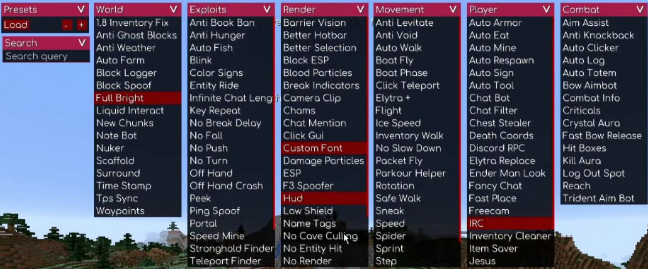 Presets V
Load - +
Search V
Search query
World V
1.8 Inventory Fix
Anti Ghost Blocks
Anti Weather
Auto Farm
Block Logger
Block Spoof
Full Bright
Liquid Interact
New Chunks
Note Bot
Nuker
Scaffold
Surround
Time Stamp
Tps Sync
Waypoints
Exploits V
Anti Book Ban
Anti Hunger
Auto Fish
Blink
Color Signs
Entity Ride
Infinite Chat Lengt
Key Repeat
No Break Delay
No Fall
No Push
No Turn
Off Hand
Off Hand Crash
Peek
Ping Spoof
Portal
Speed Mine
Stronghold Finder
Teleport Finder
Render V
Barrier Vision
Better Hotbar
Better Selection
Block ESP
Blood Particles
Break Indicators
Camera Clip
Chams
Chat Mention
Click Gui
Custom Font
Damage Particles
ESP
F3 Spoofer
Hud
Low Shield
Name Tags
No Cave Culling
No Entity Hit
No Render
Movement V
Anti Levitate
Anti Void
Auto Walk
Boat Fly
Boat Phase
Click Teleport
Elytra +
Flight
Ice Speed
Inventory Walk
No Slow Down
Packet Fly
Parkour Helper
Rotation
Safe Walk
Sneak
Speed
Spider
Sprint
Step
Player V
Auto Armor
Auto Eat
Auto Mine
Auto Respawn
Auto Sign
Auto Tool
Chat Bot
Chat Filter
Chest Stealer
Death Coords
Discord RPC
Elytra Replace
Ender Man Look
Fancy Chat
Fast Place
Freecam
IRC
Inventory Cleaner
Item Saver
Jesus
Combat V
Aim Assist
Anti Knockback
Auto Clicker
Auto Log
Auto Totem
Bow Aimbot
Combat Info
Criticals
Crystal Aura
Fast Bow Release
Hit Boxes
Kill Aura
Log Out Spot
Reach
Trident Aim Bot